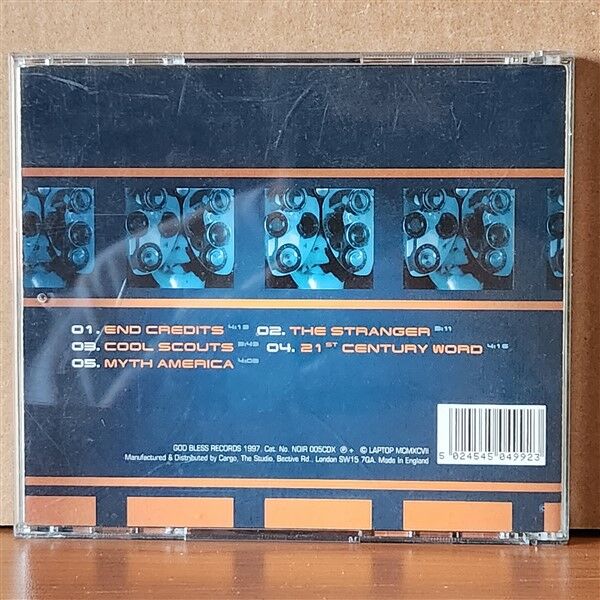 01. END CREDITS 4:13 02. THE STRANGER 3:11
03. COOL SCOUTS 3:43 04. 21ST CENTURY WORD 4:16
05. MYTH AMERICA 4:03
GOD BLESS RECORDS 1997. Cat. No. NOIR 005CDX ℗ + © LAPTOP MCMXCVII
Manufactured & Distributed by Cargo, The Studio, Bective Rd., London SW15 7QA. Made In England
5 024545 049923